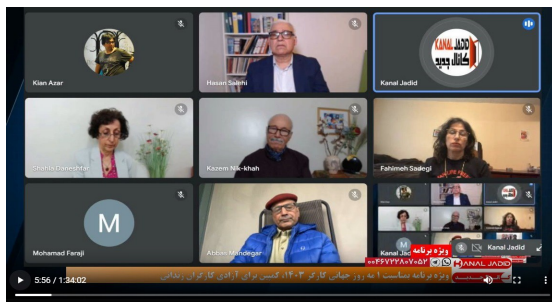 Kian Azar
Hasan Salehi
KANAL JADID
کانال جدید
Kanal Jadid
Shahla Daneshfar
Kazem Nik-khah
Fahimeh Sadegi
M
Mohamad Faraji
Abbas Mandegar
Kanal Jadid
ویژه برنامه
۰۰۴۶۷۲۲۸۰۷۰۵۲
KANAL JADID
ویژه برنامه بمناسبت ۱ مه روز جهانی کارگر ۱۴۰۳، کمپین برای آزادی کارگران زندانی
5:56 / 1:34:02